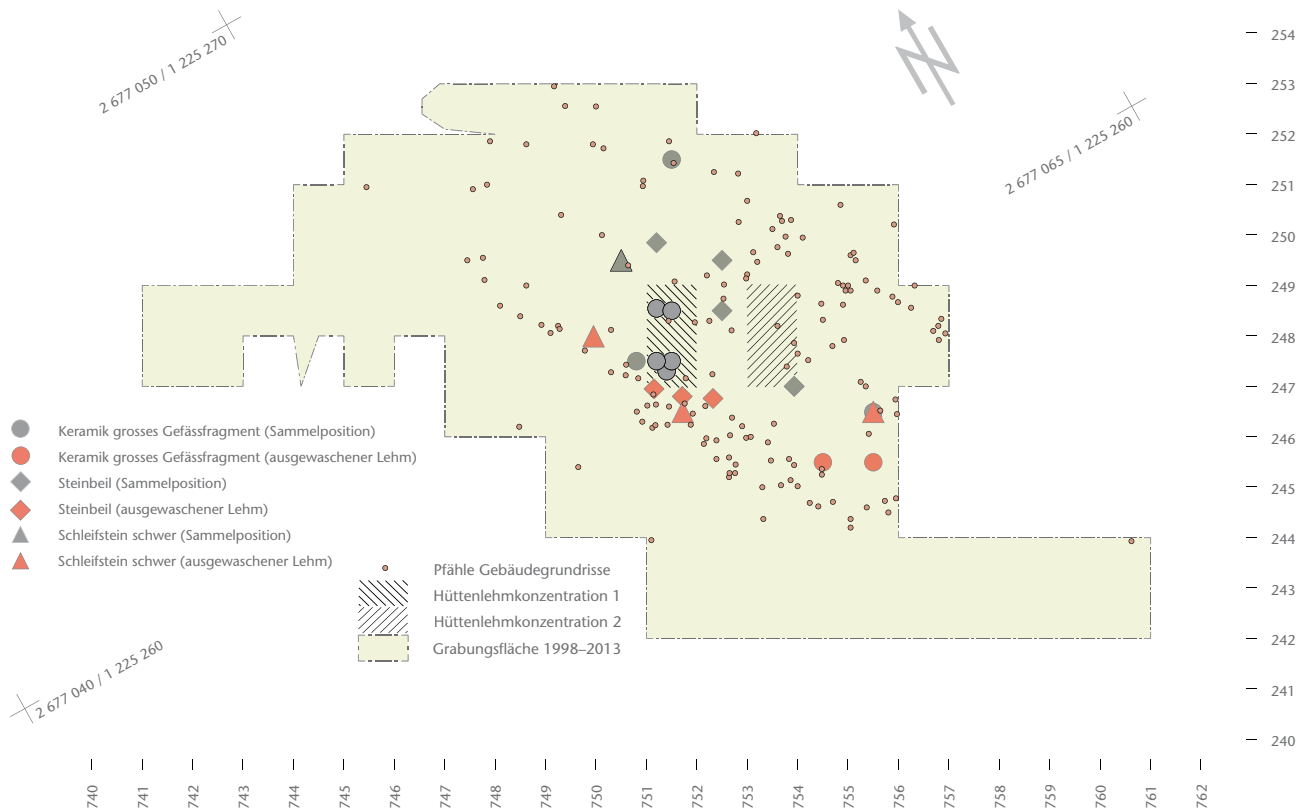 2 677 050 / 1 225 270
2 677 065 / 1 225 260
254
253
252
251
250
249
248
247
246
245
244
243
242
241
240
Keramik grosses Gefässfragment (Sammelposition)
Keramik grosses Gefässfragment (ausgewaschener Lehm)
Steinbeil (Sammelposition)
Steinbeil (ausgewaschener Lehm)
Schleifstein schwer (Sammelposition)
Schleifstein schwer (ausgewaschener Lehm)
Pfähle Gebäudegrundrisse
Hüttenlehmkonzentration 1
Hüttenlehmkonzentration 2
Grabungsfläche 1998–2013
2 677 040 / 1 225 260
740 741 742 743 744 745 746 747 748 749 750 751 752 753 754 755 756 757 758 759 760 761 762